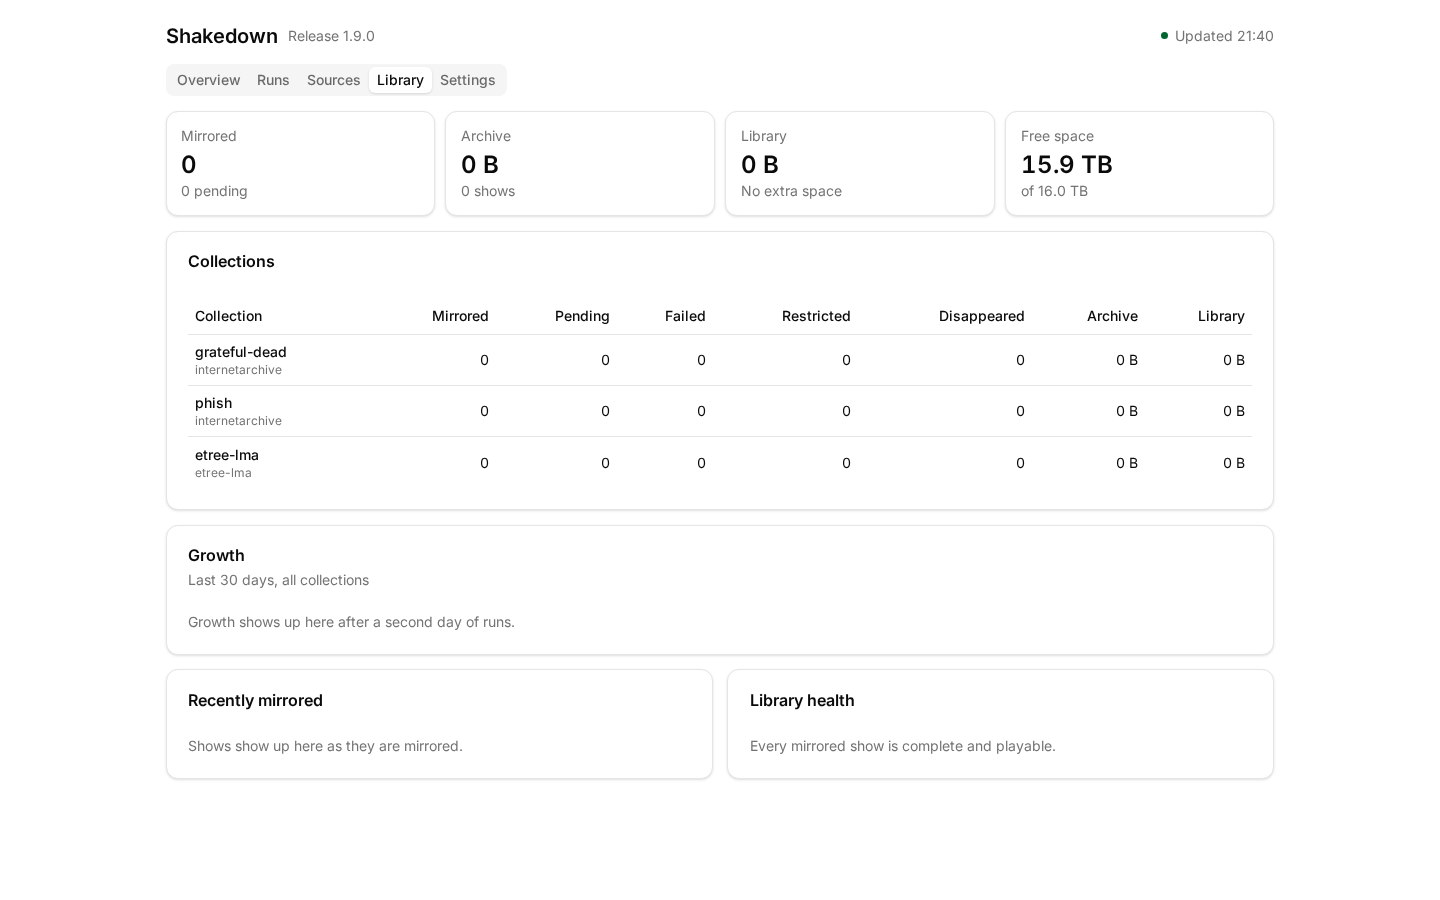 Shakedown Release 1.9.0 Updated 21:40
Overview Runs Sources Library Settings
Mirrored
0
0 pending
Archive
0 B
0 shows
Library
0 B
No extra space
Free space
15.9 TB
of 16.0 TB
Collections
Collection Mirrored Pending Failed Restricted Disappeared Archive Library
grateful-dead 0 0 0 0 0 0 B 0 B
internetarchive
phish 0 0 0 0 0 0 B 0 B
internetarchive
etree-lma 0 0 0 0 0 0 B 0 B
etree-lma
Growth
Last 30 days, all collections
Growth shows up here after a second day of runs.
Recently mirrored
Shows show up here as they are mirrored.
Library health
Every mirrored show is complete and playable.